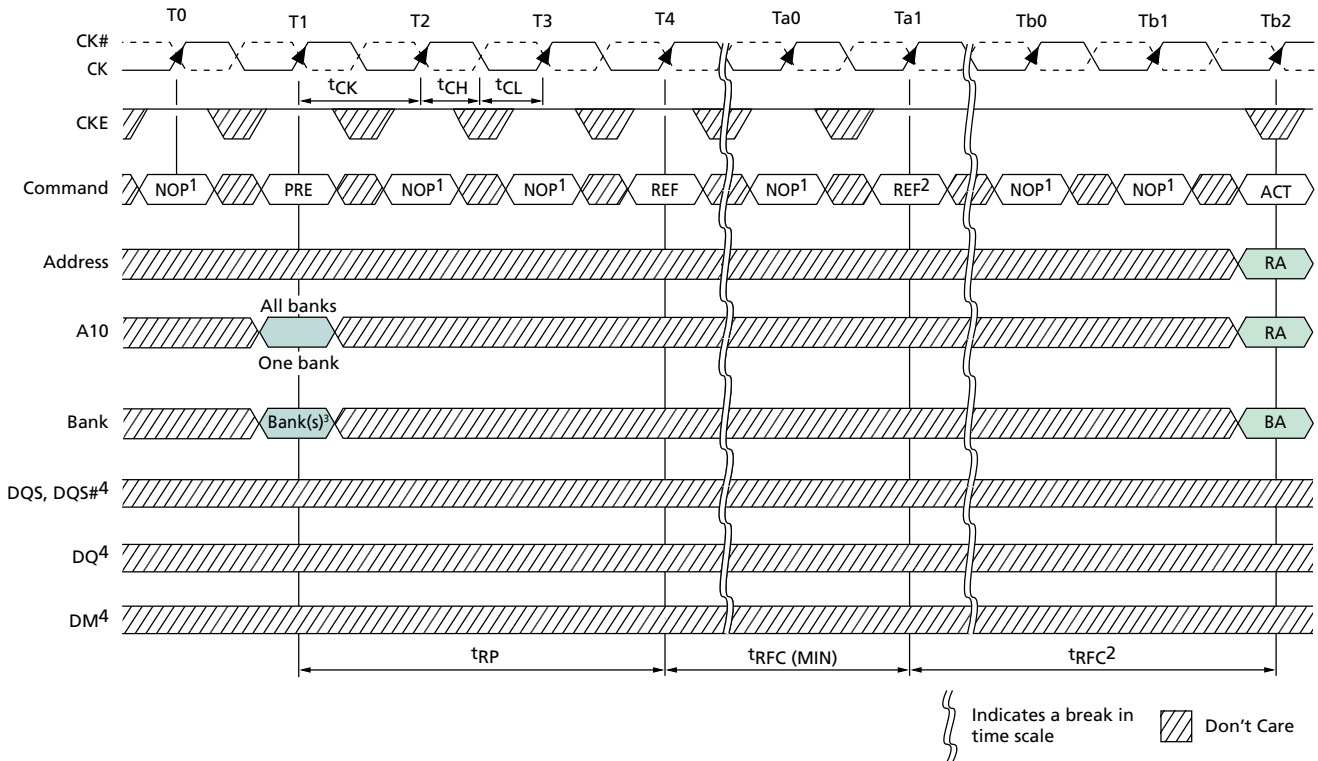 T0 T1 T2 T3 T4 Ta0 Ta1 Tb0 Tb1 Tb2
CK#
CK
tCK tCH tCL
CKE
Command NOP1 PRE NOP1 NOP1 REF NOP1 REF2 NOP1 NOP1 ACT
Address RA
All banks
A10 RA
One bank
Bank Bank(s)3 BA
DQS, DQS#4
DQ4
DM4
tRP tRFC (MIN) tRFC2
Indicates a break in
time scale
Don't Care